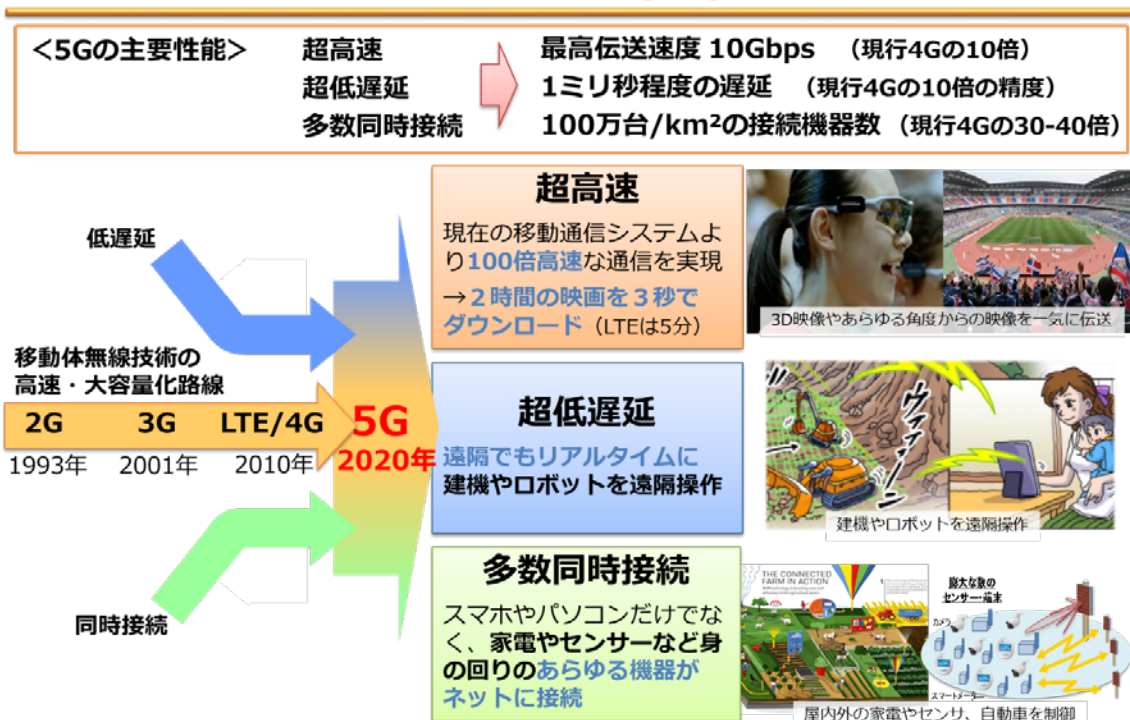 <5Gの主要性能>
超高速
最高伝送速度 10Gbps (現行4Gの10倍)
超低遅延
1ミリ秒程度の遅延 (現行4Gの10倍の精度)
多数同時接続
100万台/km²の接続機器数 (現行4Gの30-40倍)
低遅延
移動体無線技術の
高速・大容量化路線
2G
3G
LTE/4G
5G
1993年
2001年
2010年
2020年
同時接続
超高速
現在の移動通信システムよ
り100倍高速な通信を実現
→2時間の映画を3秒で
ダウンロード (LTEは5分)
3D映像やあらゆる角度からの映像を一気に伝送
超低遅延
遠隔でもリアルタイムに
建機やロボットを遠隔操作
建機やロボットを遠隔操作
多数同時接続
スマホやパソコンだけでな
く、家電やセンサーなど身
の回りのあらゆる機器が
ネットに接続
THE CONNECTED
FARM IN ACTION
膨大な数の
センサー・端末
カメラ
スマートメーター
屋内外の家電やセンサ、自動車を制御